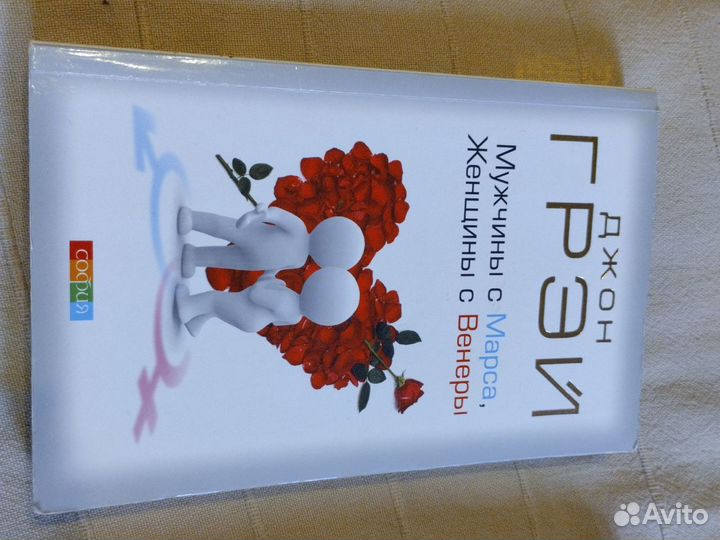 ДЖОН
ГРЭЙ
Мужчины с Марса,
Женщины с Венеры
софия
Avito